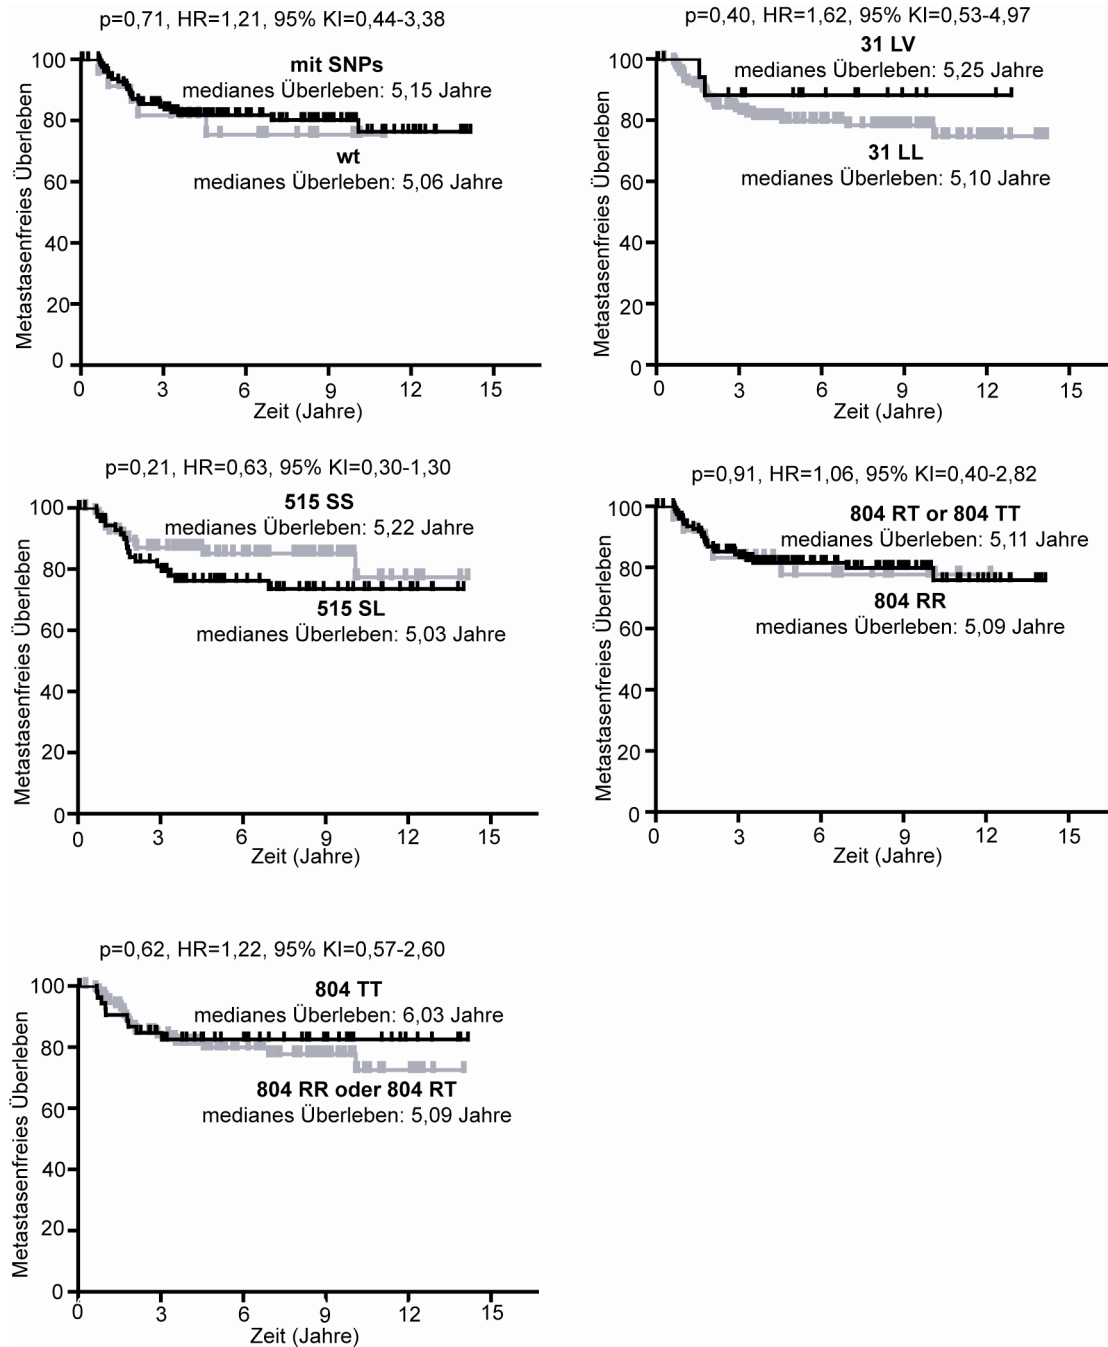 p=0,71, HR=1,21, 95% KI=0,44-3,38
Metastasenfreies Überleben
100
80
60
40
20
0
mit SNPs
medianes Überleben: 5,15 Jahre
wt
medianes Überleben: 5,06 Jahre
0 3 6 9 12 15
Zeit (Jahre)
p=0,40, HR=1,62, 95% KI=0,53-4,97
Metastasenfreies Überleben
100
80
60
40
20
0
31 LV
medianes Überleben: 5,25 Jahre
31 LL
medianes Überleben: 5,10 Jahre
0 3 6 9 12 15
Zeit (Jahre)
p=0,21, HR=0,63, 95% KI=0,30-1,30
Metastasenfreies Überleben
100
80
60
40
20
0
515 SS
medianes Überleben: 5,22 Jahre
515 SL
medianes Überleben: 5,03 Jahre
0 3 6 9 12 15
Zeit (Jahre)
p=0,91, HR=1,06, 95% KI=0,40-2,82
Metastasenfreies Überleben
100
80
60
40
20
0
804 RT or 804 TT
medianes Überleben: 5,11 Jahre
804 RR
medianes Überleben: 5,09 Jahre
0 3 6 9 12 15
Zeit (Jahre)
p=0,62, HR=1,22, 95% KI=0,57-2,60
Metastasenfreies Überleben
100
80
60
40
20
0
804 TT
medianes Überleben: 6,03 Jahre
804 RR oder 804 RT
medianes Überleben: 5,09 Jahre
0 3 6 9 12 15
Zeit (Jahre)